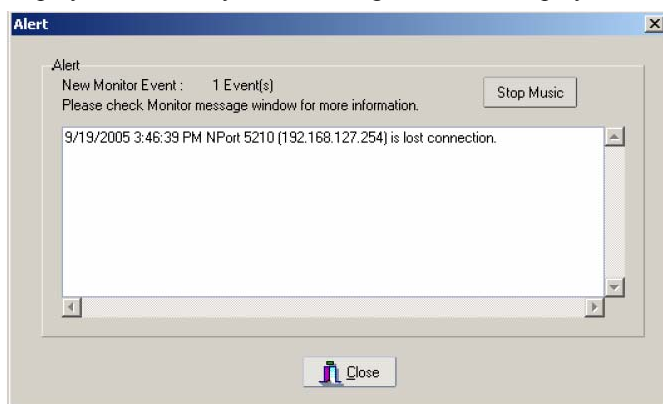 Alert
Alert
New Monitor Event : 1 Event(s)
Stop Music
Please check Monitor message window for more information.
9/19/2005 3:46:39 PM NPort 5210 (192.168.127.254) is lost connection.
Close